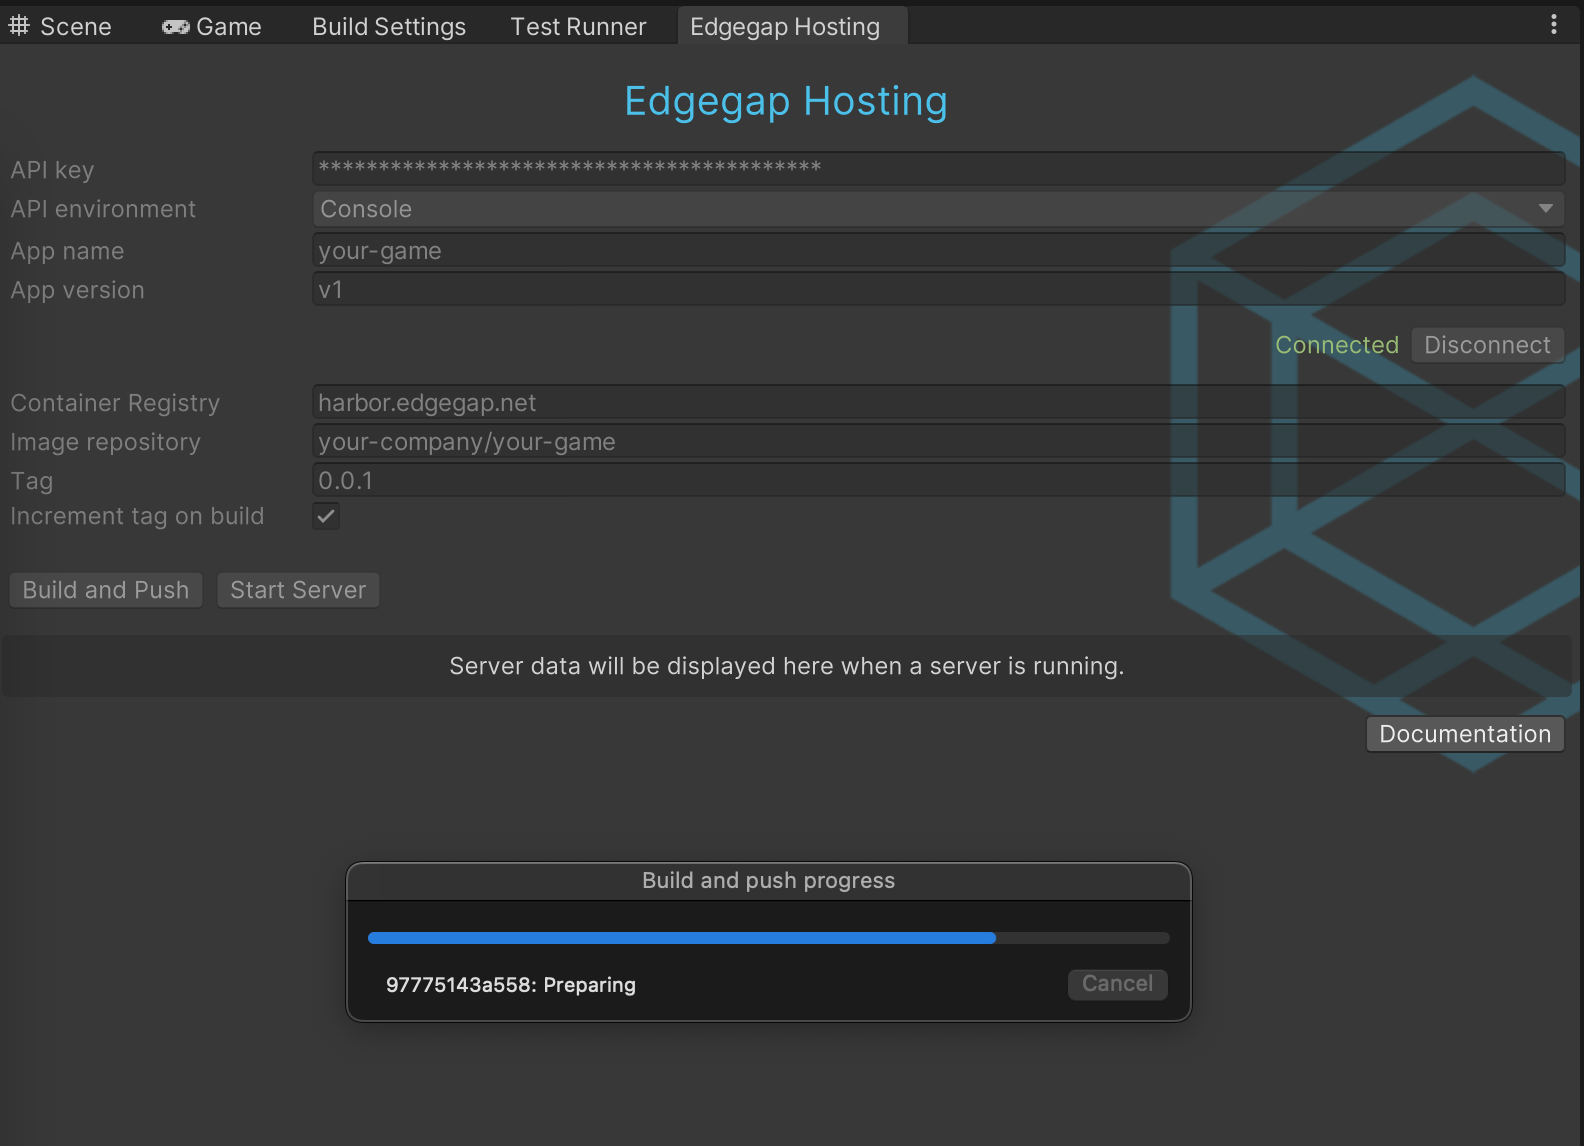 Scene Game Build Settings Test Runner Edgegap Hosting
Edgegap Hosting
API key ******************************************
API environment Console
App name your-game
App version v1
Connected Disconnect
Container Registry harbor.edgegap.net
Image repository your-company/your-game
Tag 0.0.1
Increment tag on build
Build and Push Start Server
Server data will be displayed here when a server is running.
Documentation
Build and push progress
97775143a558: Preparing Cancel